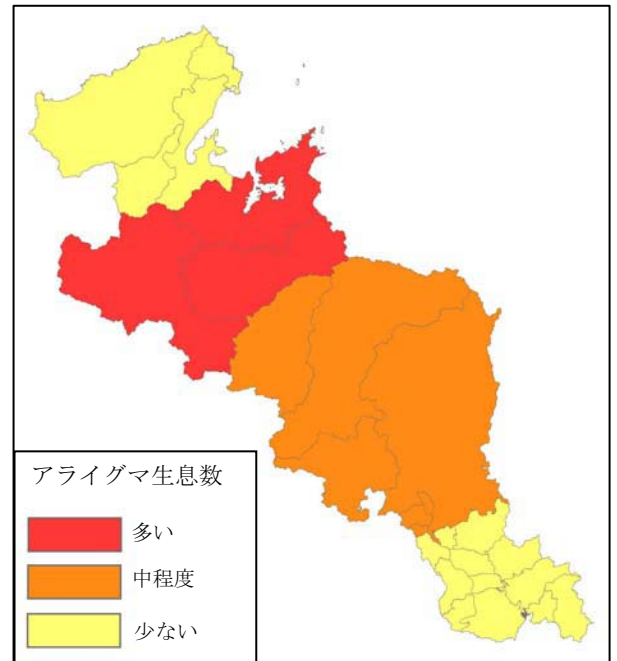 アライグマ生息数
多い
中程度
少ない